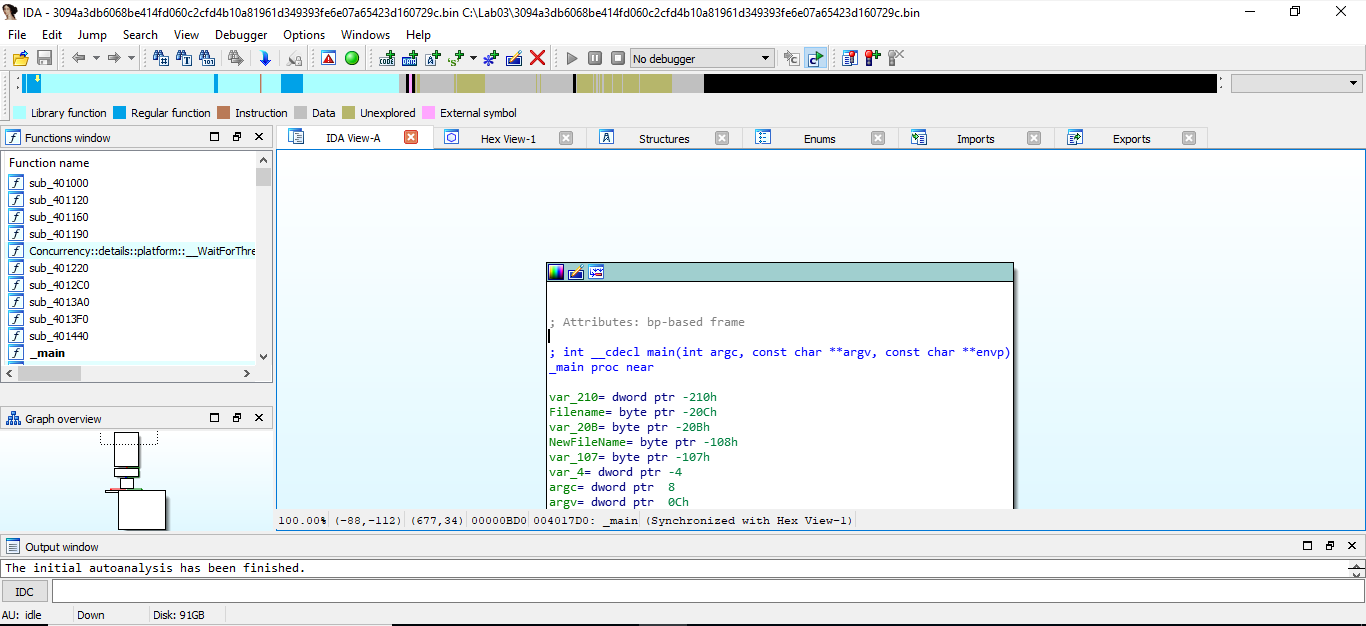 IDA - 3094a3db6068be414fd060c2cfd4b10a81961d349393fe6e07a65423d160729c.bin C:\Lab03\3094a3db6068be414fd060c2cfd4b10a81961d349393fe6e07a65423d160729c.bin
File Edit Jump Search View Debugger Options Windows Help
No debugger
Library function Regular function Instruction Data Unexplored External symbol
Functions window
IDA View-A Hex View-1 Structures Enums Imports Exports
Function name
sub_401000
sub_401120
sub_401160
sub_401190
Concurrency::details::platform::__WaitForThre
sub_401220
sub_4012C0
sub_4013A0
sub_4013F0
sub_401440
_main
Graph overview
; Attributes: bp-based frame
; int __cdecl main(int argc, const char **argv, const char **envp)
_main proc near
var_210= dword ptr -210h
Filename= byte ptr -20Ch
var_20B= byte ptr -20Bh
NewFileName= byte ptr -108h
var_107= byte ptr -107h
var_4= dword ptr -4
argc= dword ptr  8
argv= dword ptr  0Ch
100.00% (-88,-112) (677,34) 00000BD0 004017D0: _main (Synchronized with Hex View-1)
Output window
The initial autoanalysis has been finished.
IDC
AU: idle Down Disk: 91GB